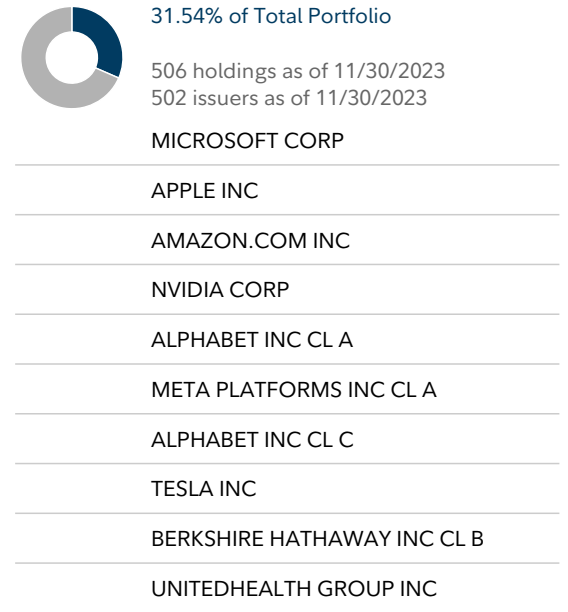 31.54% of Total Portfolio
506 holdings as of 11/30/2023
502 issuers as of 11/30/2023
MICROSOFT CORP
APPLE INC
AMAZON.COM INC
NVIDIA CORP
ALPHABET INC CL A
META PLATFORMS INC CL A
ALPHABET INC CL C
TESLA INC
BERKSHIRE HATHAWAY INC CL B
UNITEDHEALTH GROUP INC